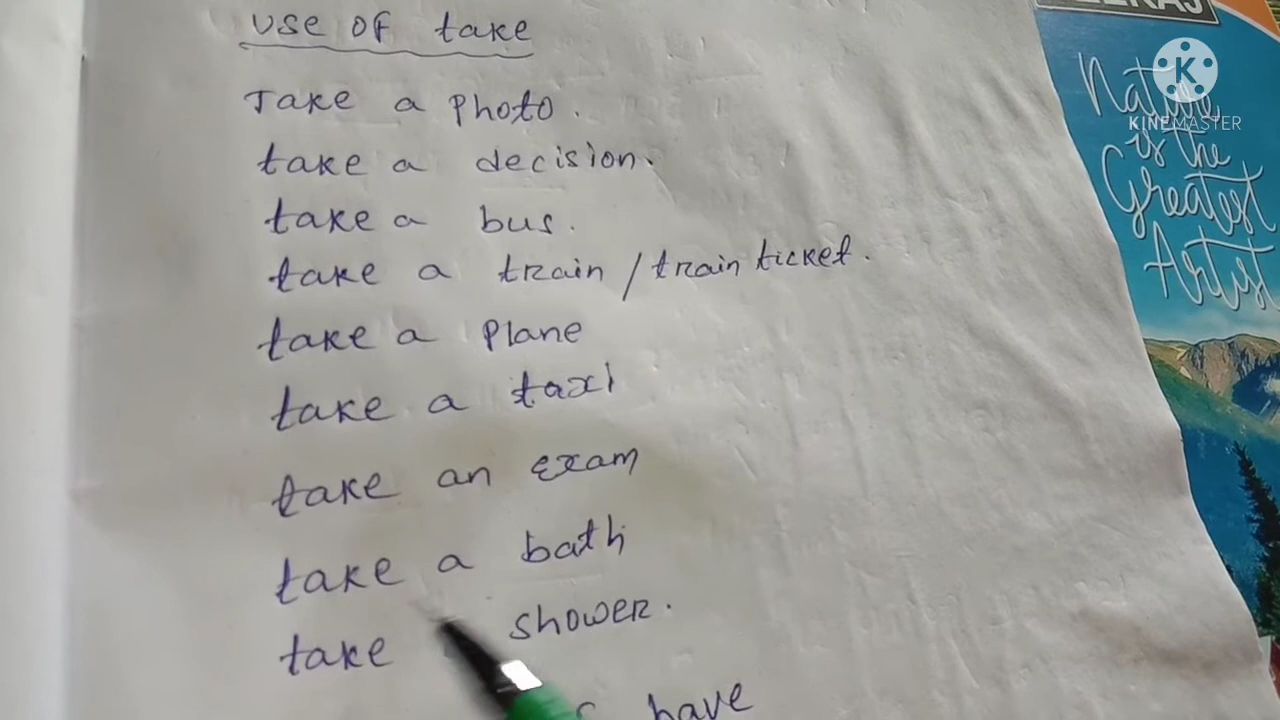 use of take
Take a photo.
take a decision.
take a bus.
take a train / train ticket.
take a plane
take a taxi
take an exam
take a bath
take shower.
have
Nature
is the
Greatest
Artist
KINEMASTER
K